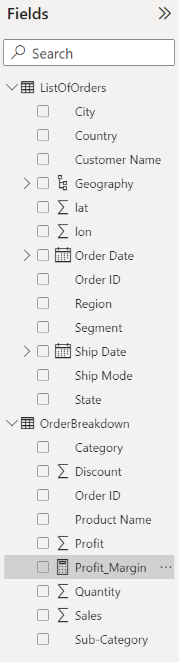 Fields
Search
ListOfOrders
City
Country
Customer Name
Geography
lat
lon
Order Date
Order ID
Region
Segment
Ship Date
Ship Mode
State
OrderBreakdown
Category
Discount
Order ID
Product Name
Profit
Profit_Margin
Quantity
Sales
Sub-Category